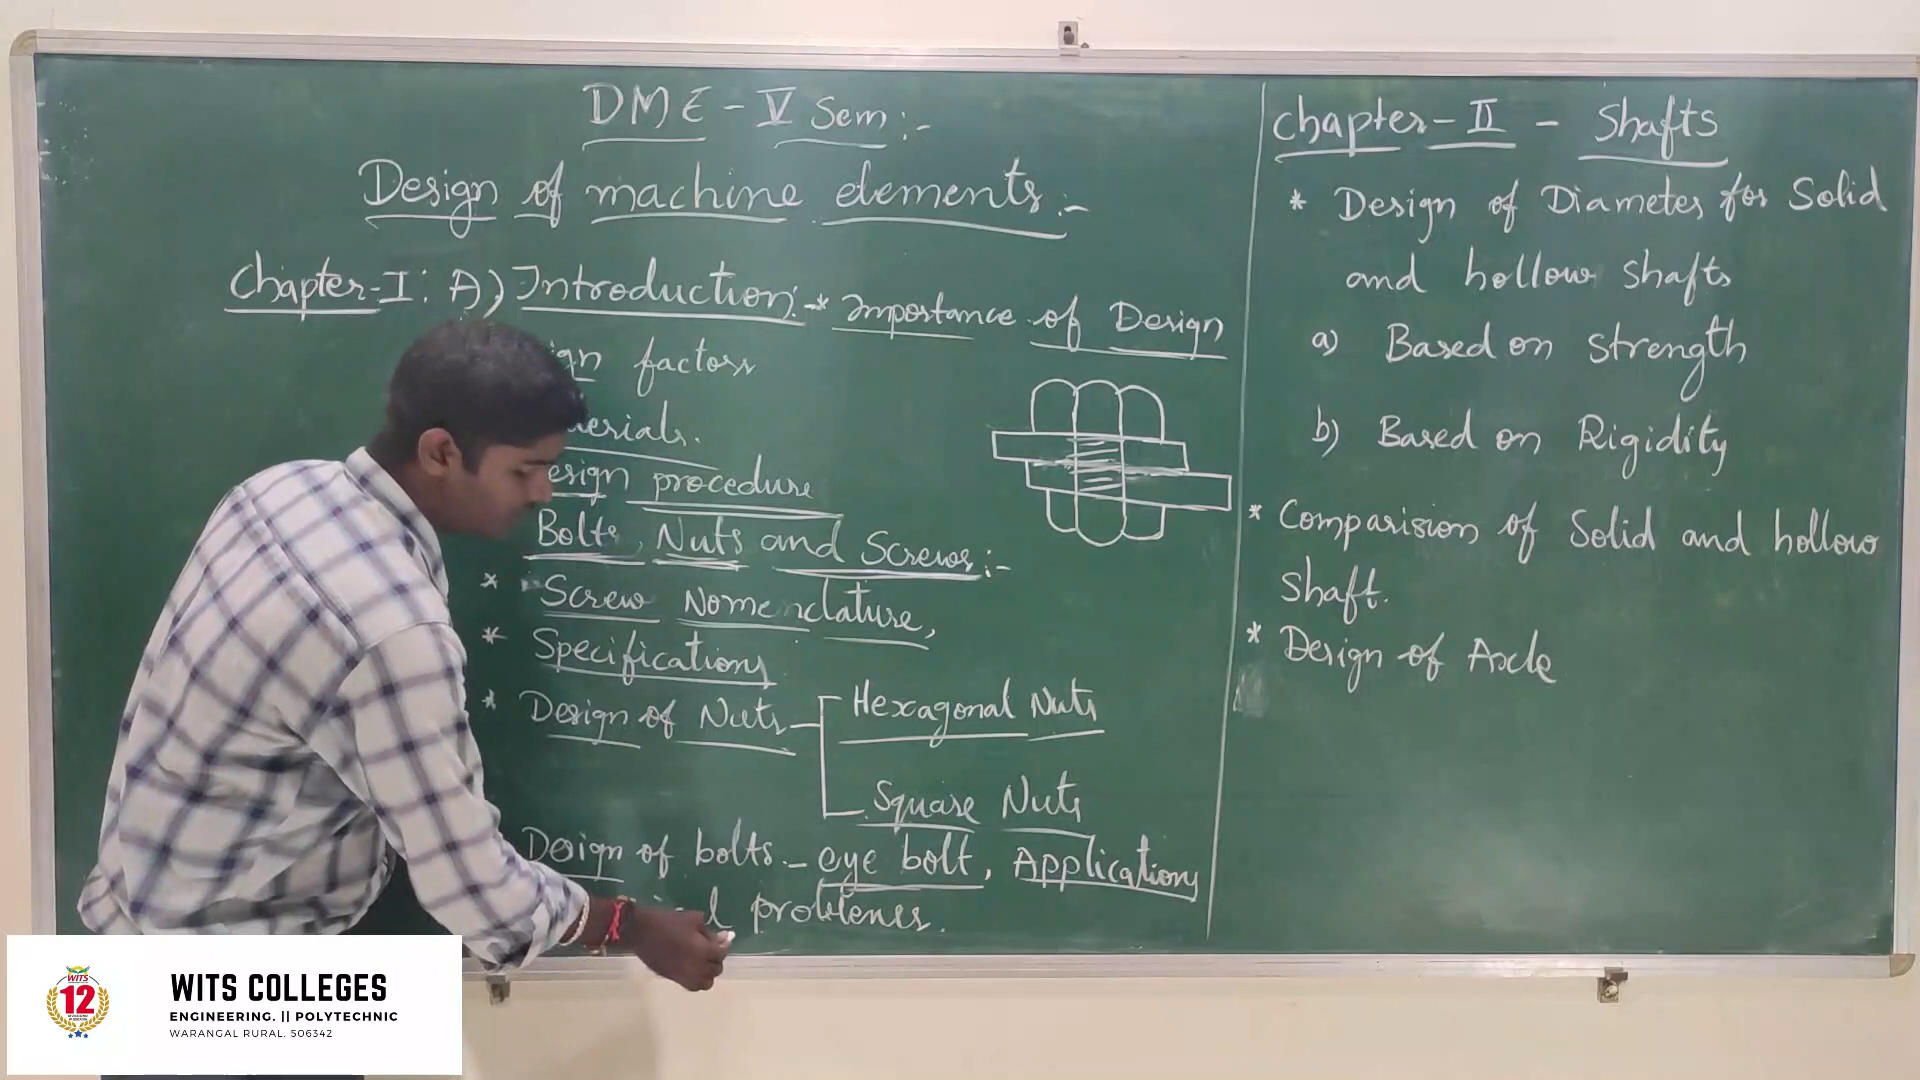 DME - V Sem :-
Design of machine elements :-
Chapter-I : A) Introduction :- * Importance of Design
factors
Design procedure
Bolts, Nuts and Screws :-
* Screw Nomenclature,
* Specifications
* Design of Nuts - Hexagonal Nuts
Square Nuts
Design of bolts - eye bolt, Applications
problems.
Chapter - II - Shafts
* Design of Diameter for Solid
and hollow shafts
a) Based on strength
b) Based on Rigidity
* Comparision of Solid and hollow
shaft.
* Design of Axle
WITS
12
WITS COLLEGES
ENGINEERING. || POLYTECHNIC
WARANGAL RURAL. 506342